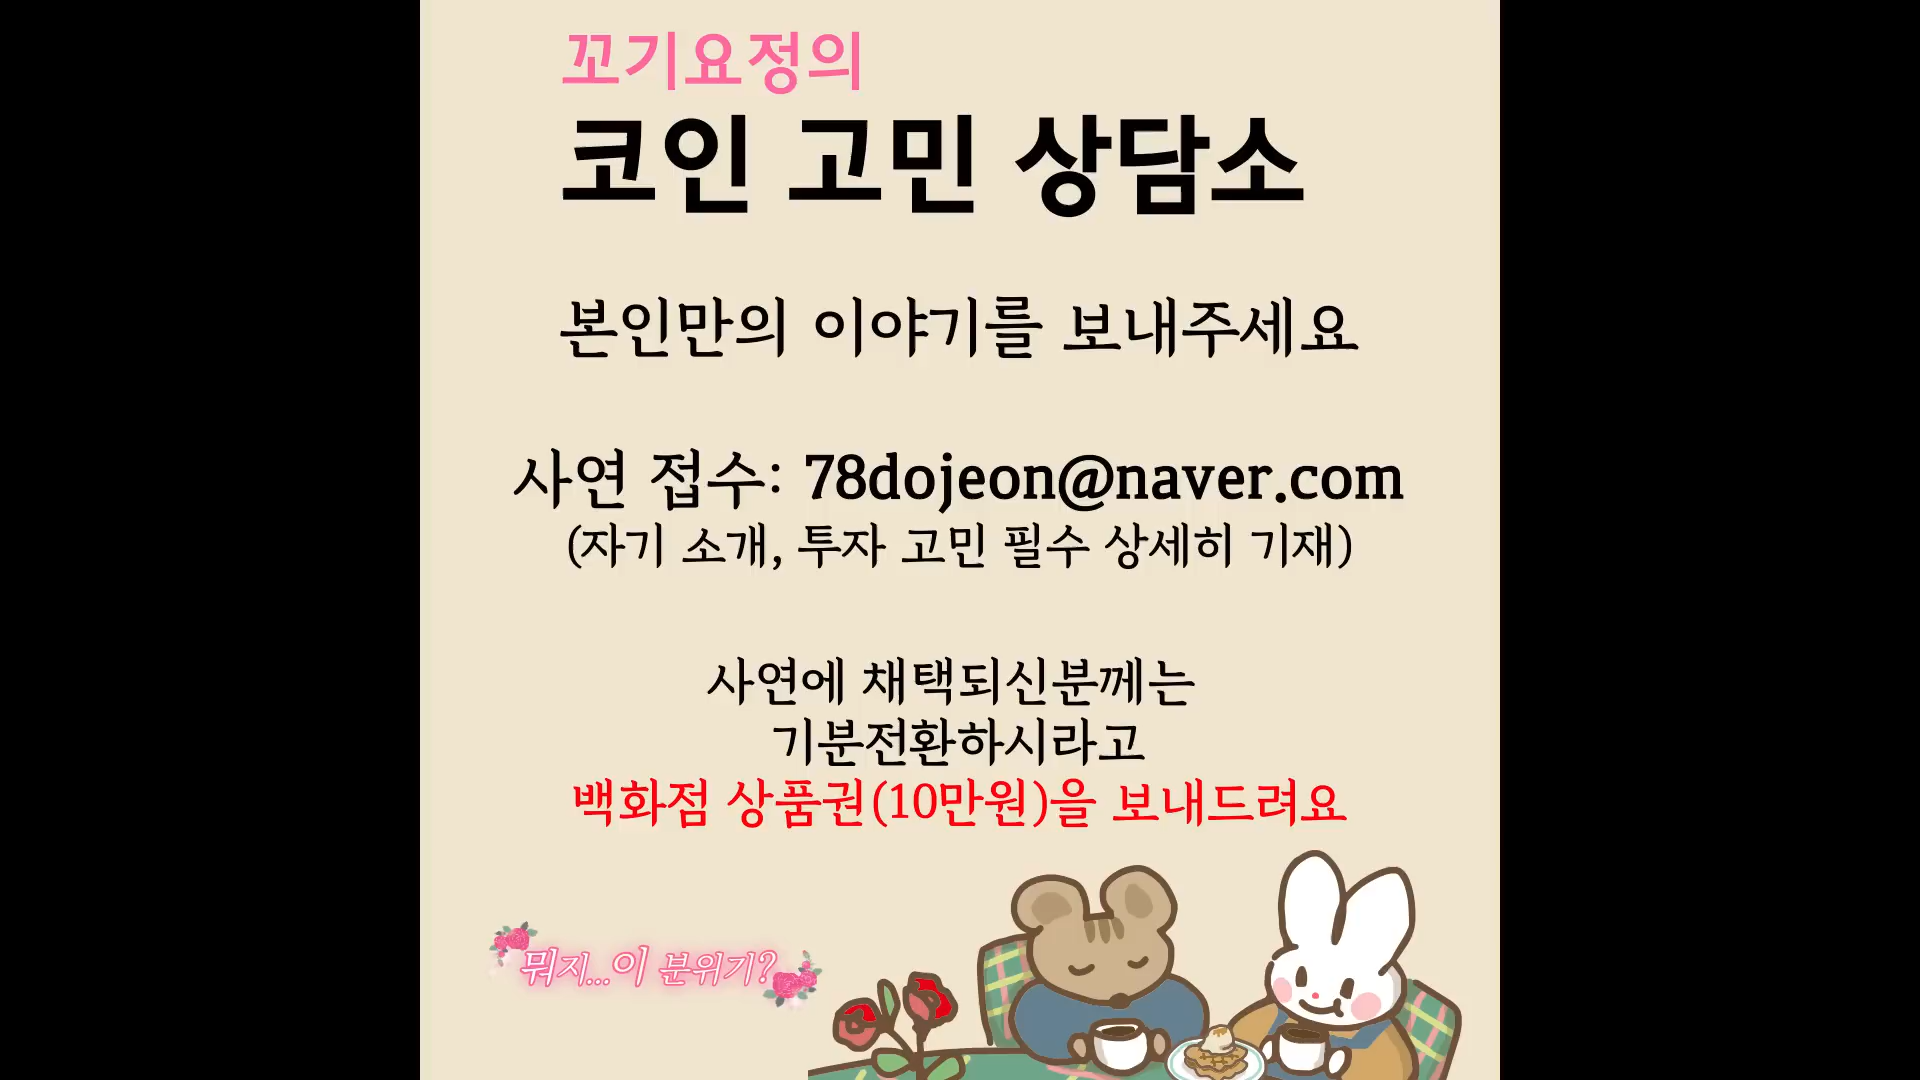 꼬기요정의
코인 고민 상담소
본인만의 이야기를 보내주세요
사연 접수: 78dojeon@naver.com
(자기 소개, 투자 고민 필수 상세히 기재)
사연에 채택되신분께는
기분전환하시라고
백화점 상품권(10만원)을 보내드려요
뭐지...이 분위기?